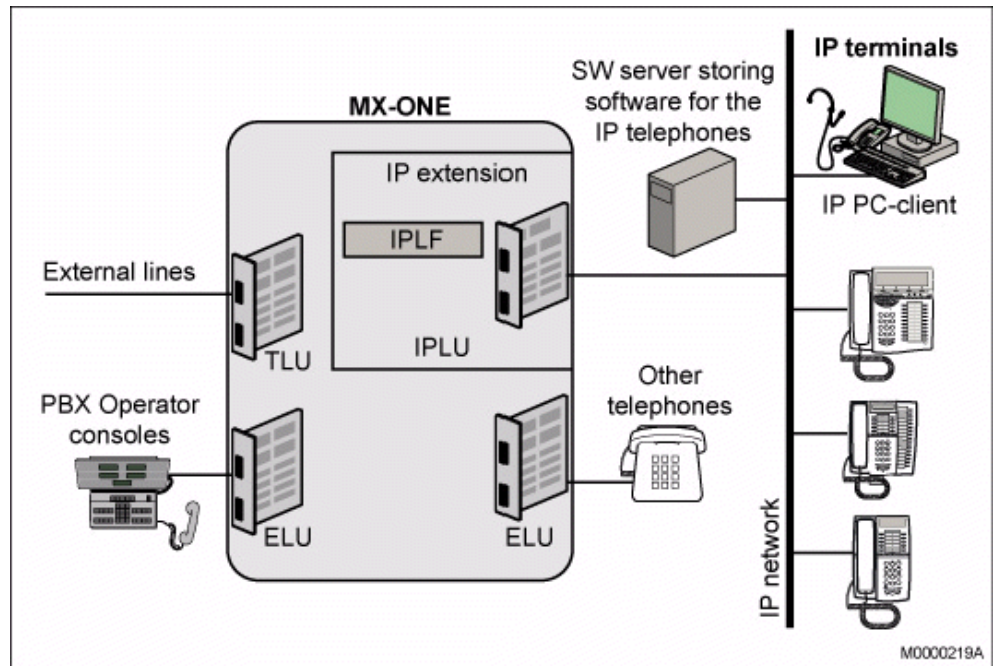 MX-ONE
IP extension
IPLF
IPLU
External lines
TLU
PBX Operator
consoles
ELU
ELU
Other
telephones
SW server storing
software for the
IP telephones
IP terminals
IP PC-client
IP network
M0000219A